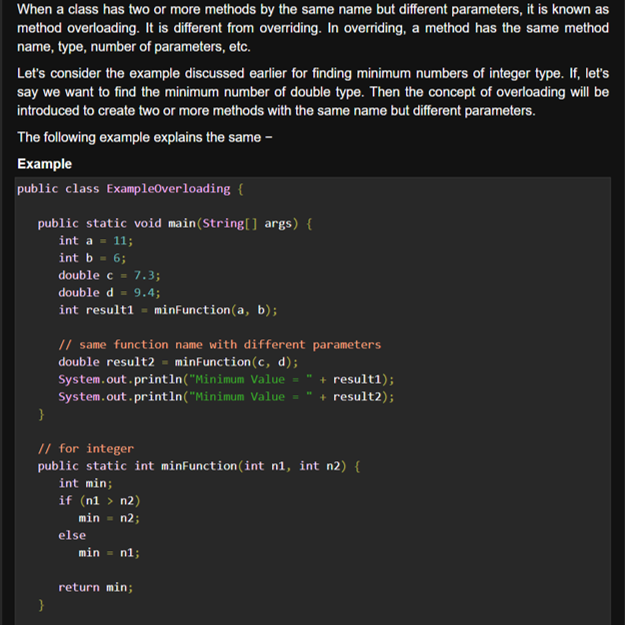 When a class has two or more methods by the same name but different parameters, it is known as
method overloading. It is different from overriding. In overriding, a method has the same method
name, type, number of parameters, etc.
Let's consider the example discussed earlier for finding minimum numbers of integer type. If, let's
say we want to find the minimum number of double type. Then the concept of overloading will be
introduced to create two or more methods with the same name but different parameters.
The following example explains the same −
Example
public class ExampleOverloading {
public static void main(String[] args) {
int a = 11;
int b = 6;
double c = 7.3;
double d = 9.4;
int result1 = minFunction(a, b);
// same function name with different parameters
double result2 = minFunction(c, d);
System.out.println("Minimum Value = " + result1);
System.out.println("Minimum Value = " + result2);
}
// for integer
public static int minFunction(int n1, int n2) {
int min;
if (n1 > n2)
min = n2;
else
min = n1;
return min;
}